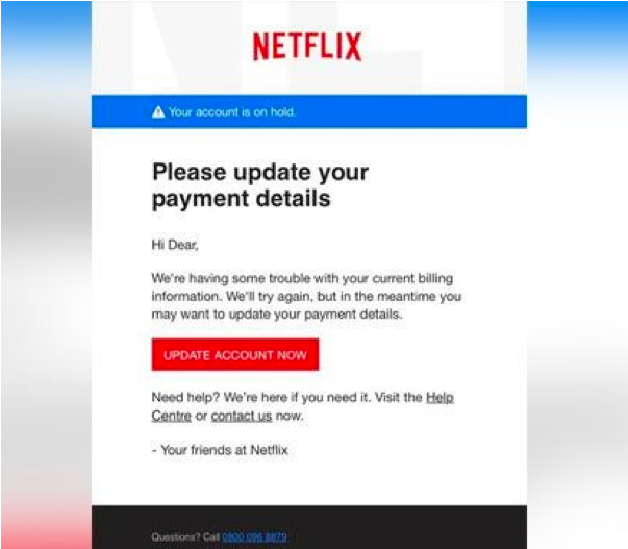 NETFLIX
Your account is on hold.
Please update your
payment details
Hi Dear,
We're having some trouble with your current billing
information. We'll try again, but in the meantime you
may want to update your payment details.
UPDATE ACCOUNT NOW
Need help? We're here if you need it. Visit the Help
Centre or contact us now.
- Your friends at Netflix
Questions? Call 0800 096 8879